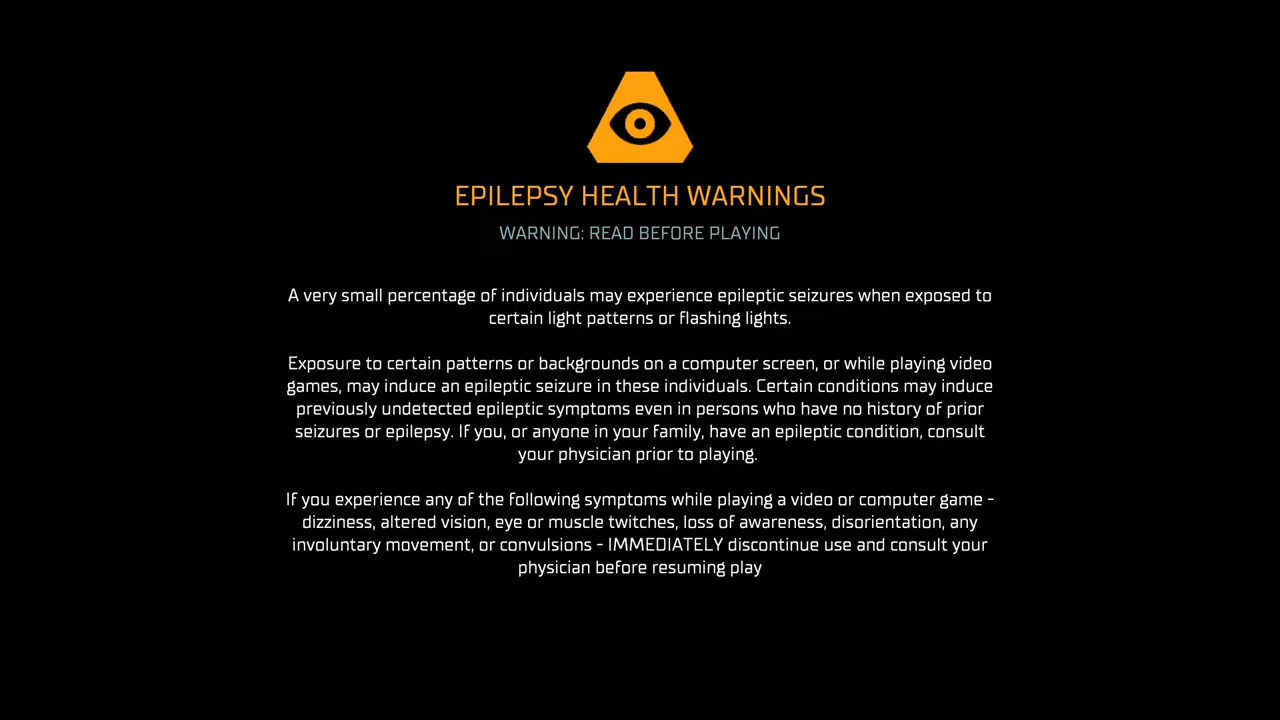 EPILEPSY HEALTH WARNINGS
WARNING: READ BEFORE PLAYING
A very small percentage of individuals may experience epileptic seizures when exposed to
certain light patterns or flashing lights.
Exposure to certain patterns or backgrounds on a computer screen, or while playing video
games, may induce an epileptic seizure in these individuals. Certain conditions may induce
previously undetected epileptic symptoms even in persons who have no history of prior
seizures or epilepsy. If you, or anyone in your family, have an epileptic condition, consult
your physician prior to playing.
If you experience any of the following symptoms while playing a video or computer game -
dizziness, altered vision, eye or muscle twitches, loss of awareness, disorientation, any
involuntary movement, or convulsions - IMMEDIATELY discontinue use and consult your
physician before resuming play